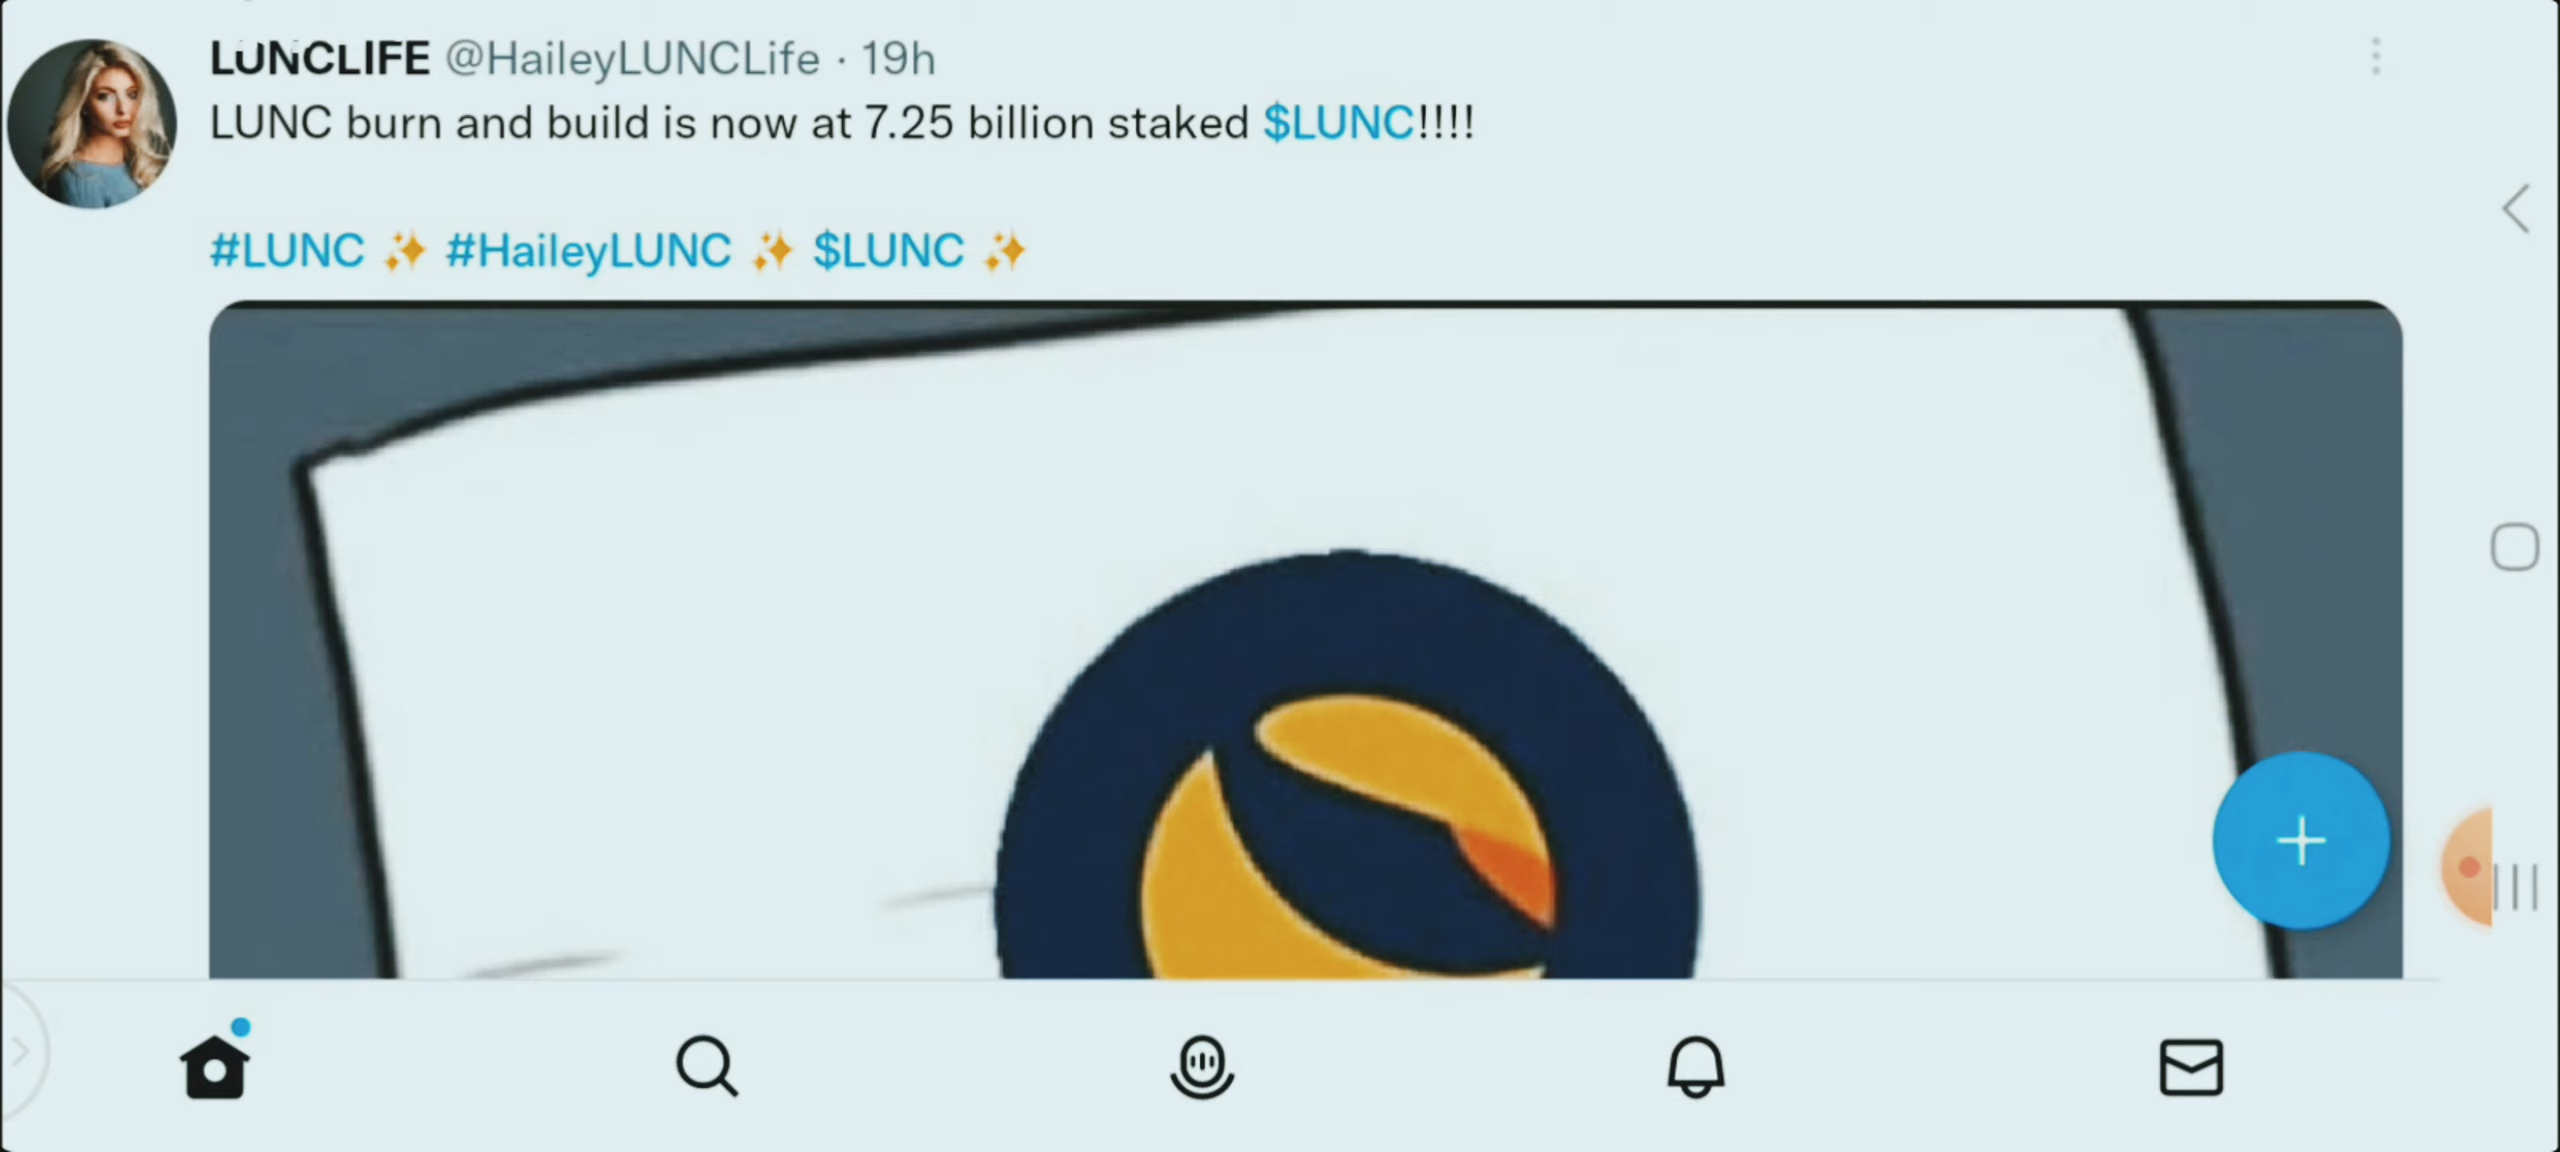 LUNCLIFE @HaileyLUNCLife · 19h
LUNC burn and build is now at 7.25 billion staked $LUNC!!!!
#LUNC ✨ #HaileyLUNC ✨ $LUNC ✨